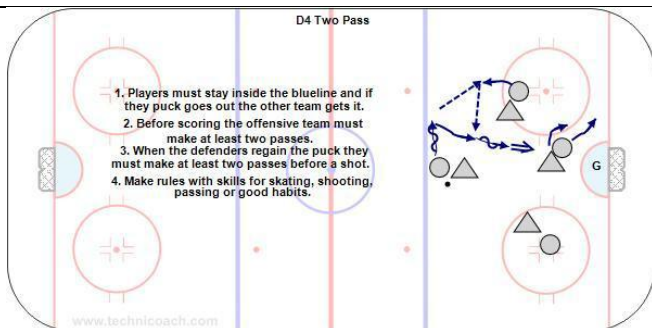 D4 Two Pass
1. Players must stay inside the blueline and if
they puck goes out the other team gets it.
2. Before scoring the offensive team must
make at least two passes.
3. When the defenders regain the puck they
must make at least two passes before a shot.
4. Make rules with skills for skating, shooting,
passing or good habits.
G
www.technicoach.com